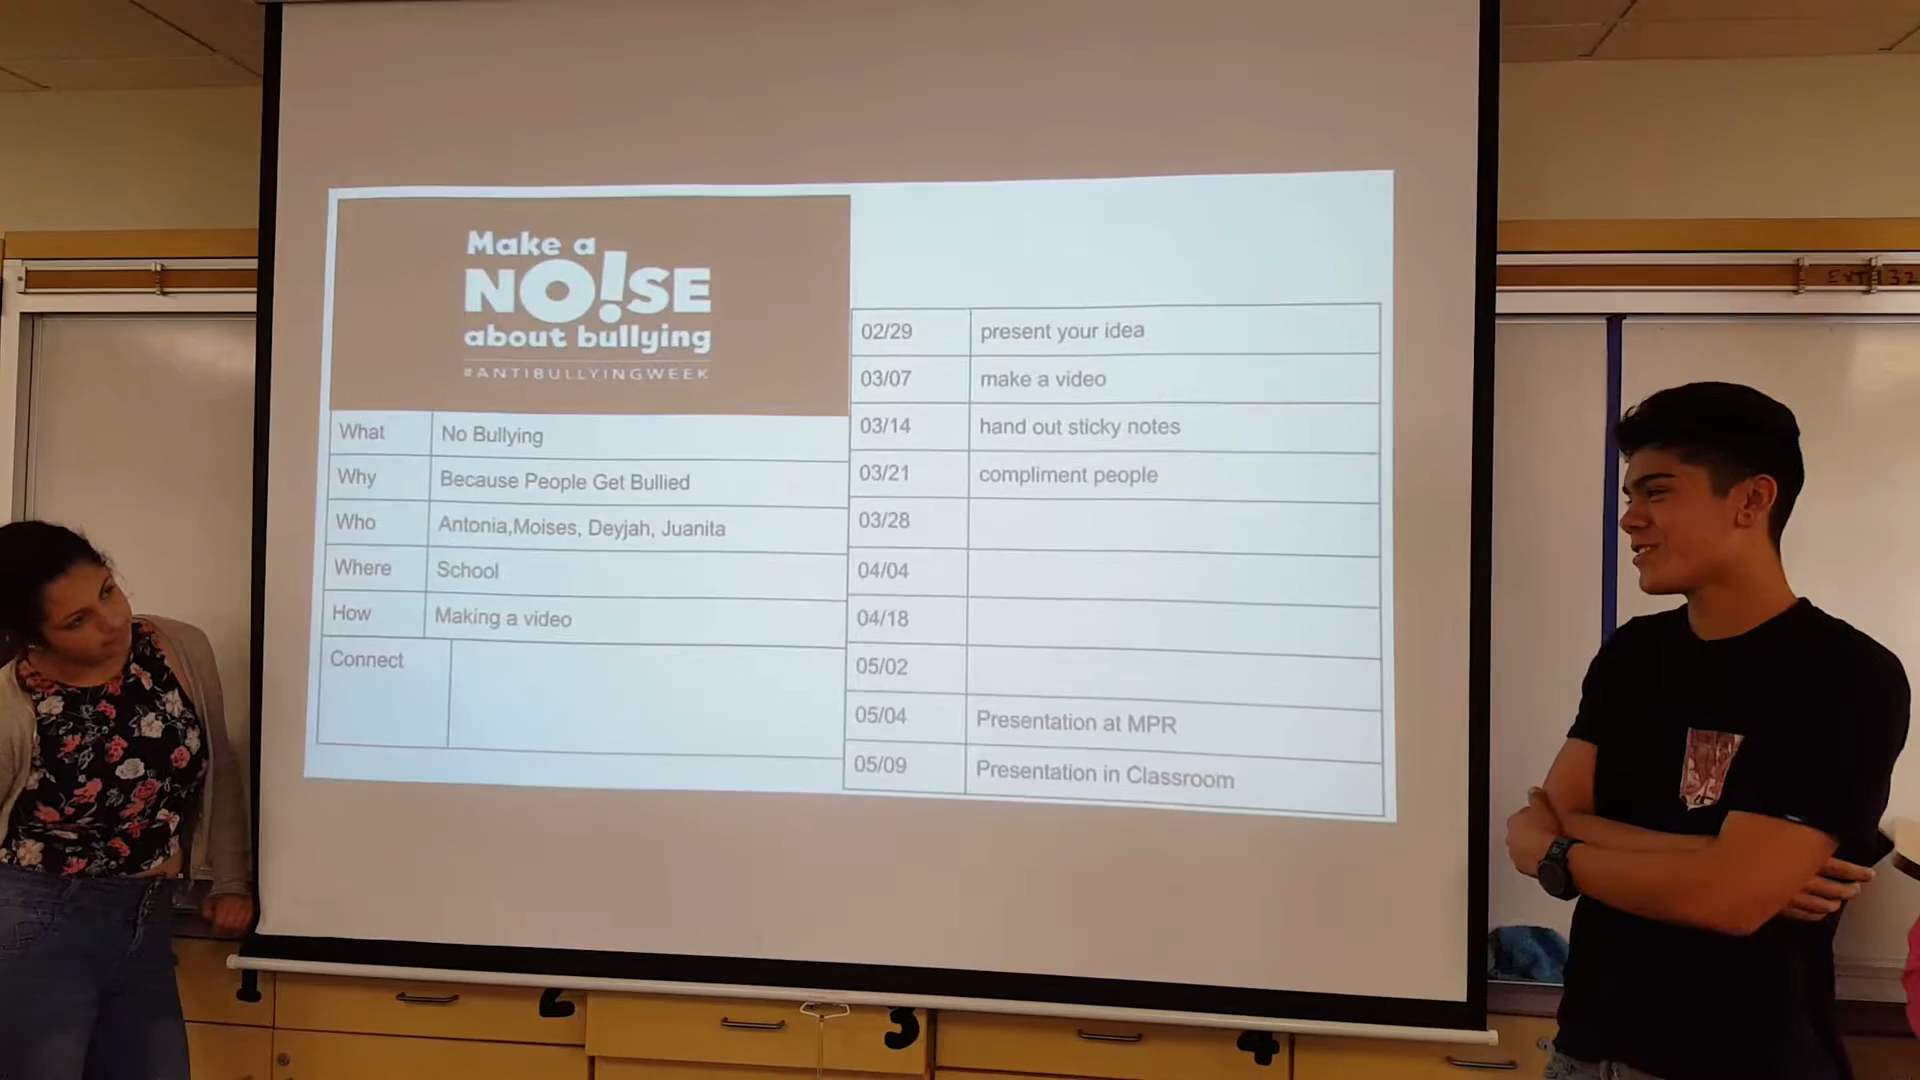 Make a
NO!SE
about bullying
#ANTIBULLYINGWEEK
What No Bullying
Why Because People Get Bullied
Who Antonia,Moises, Deyjah, Juanita
Where School
How Making a video
Connect
02/29 present your idea
03/07 make a video
03/14 hand out sticky notes
03/21 compliment people
03/28
04/04
04/18
05/02
05/04 Presentation at MPR
05/09 Presentation in Classroom
EXT 132
1 2 3 4